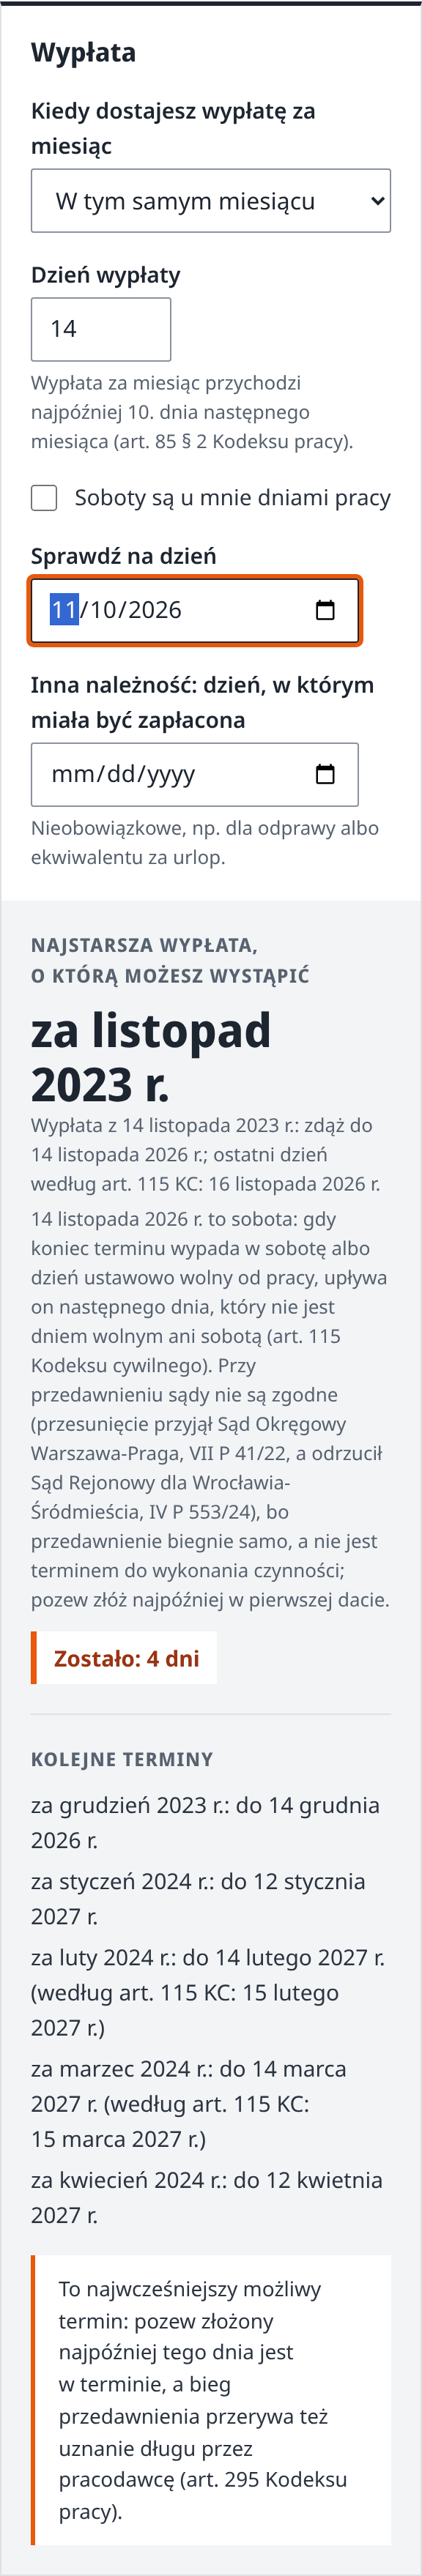 Wypłata
Kiedy dostajesz wypłatę za
miesiąc
W tym samym miesiącu
Dzień wypłaty
14
Wypłata za miesiąc przychodzi
najpóźniej 10. dnia następnego
miesiąca (art. 85 § 2 Kodeksu pracy).
Soboty są u mnie dniami pracy
Sprawdź na dzień
11/10/2026
Inna należność: dzień, w którym
miała być zapłacona
mm/dd/yyyy
Nieobowiązkowe, np. dla odprawy albo
ekwiwalentu za urlop.
NAJSTARSZA WYPŁATA,
O KTÓRĄ MOŻESZ WYSTĄPIĆ
za listopad
2023 r.
Wypłata z 14 listopada 2023 r.: zdąż do
14 listopada 2026 r.; ostatni dzień
według art. 115 KC: 16 listopada 2026 r.
14 listopada 2026 r. to sobota: gdy
koniec terminu wypada w sobotę albo
dzień ustawowo wolny od pracy, upływa
on następnego dnia, który nie jest
dniem wolnym ani sobotą (art. 115
Kodeksu cywilnego). Przy
przedawnieniu sądy nie są zgodne
(przesunięcie przyjął Sąd Okręgowy
Warszawa-Praga, VII P 41/22, a odrzucił
Sąd Rejonowy dla Wrocławia-
Śródmieścia, IV P 553/24), bo
przedawnienie biegnie samo, a nie jest
terminem do wykonania czynności;
pozew złóż najpóźniej w pierwszej dacie.
Zostało: 4 dni
KOLEJNE TERMINY
za grudzień 2023 r.: do 14 grudnia
2026 r.
za styczeń 2024 r.: do 12 stycznia
2027 r.
za luty 2024 r.: do 14 lutego 2027 r.
(według art. 115 KC: 15 lutego
2027 r.)
za marzec 2024 r.: do 14 marca
2027 r. (według art. 115 KC:
15 marca 2027 r.)
za kwiecień 2024 r.: do 12 kwietnia
2027 r.
To najwcześniejszy możliwy
termin: pozew złożony
najpóźniej tego dnia jest
w terminie, a bieg
przedawnienia przerywa też
uznanie długu przez
pracodawcę (art. 295 Kodeksu
pracy).